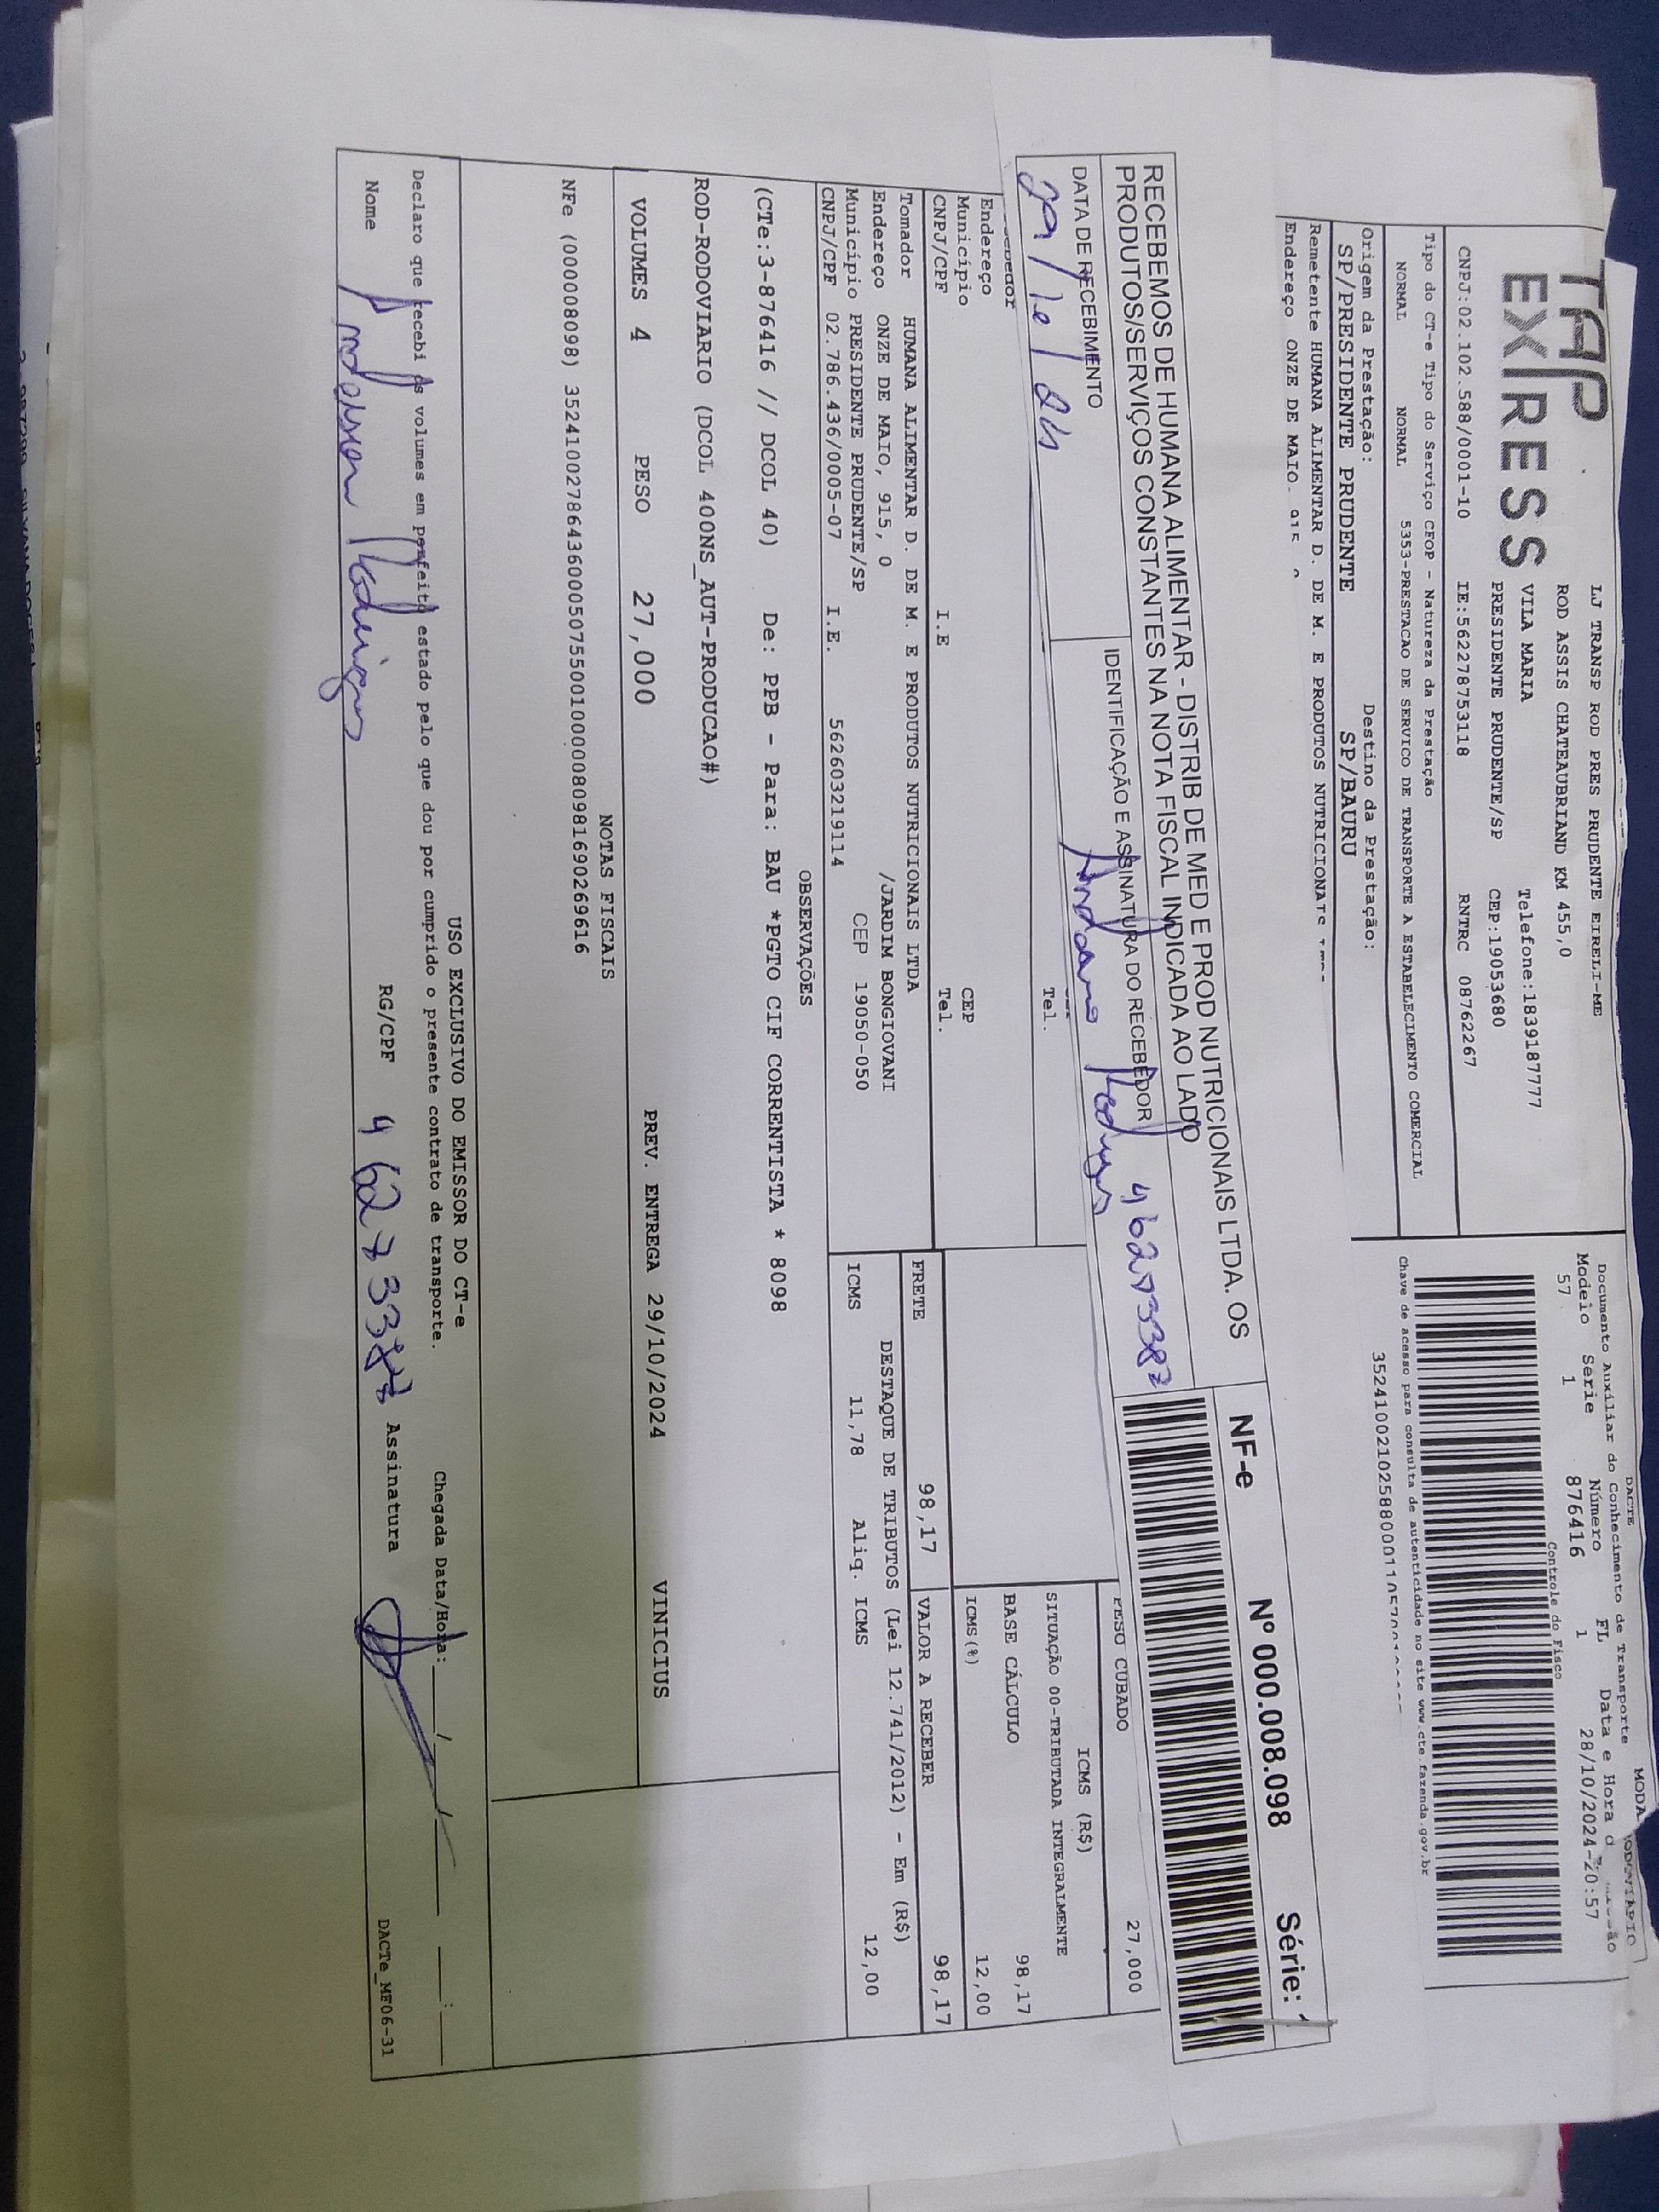 TAP
EXPRESS
LJ TRANSP ROD PRES PRUDENTE EIRELI-ME
ROD ASSIS CHATEAUBRIAND KM 455,0
VILA MARIA Telefone:1839187777
PRESIDENTE PRUDENTE/SP CEP:19053680
CNPJ:02.102.588/0001-10 IE:562278753118 RNTRC 08762267
DACTE
Documento Auxiliar do Conhecimento de Transporte
Modelo Série Número FL Data e Hora
57 1 876416 1 28/10/2024-20:57
Controle do Fisco
Chave de acesso para consulta de autenticidade no site www.cte.fazenda.gov.br
Tipo do CT-e Tipo do Serviço CFOP - Natureza da Prestação
NORMAL NORMAL 5353-PRESTACAO DE SERVICO DE TRANSPORTE A ESTABELECIMENTO COMERCIAL
Origem da Prestação: Destino da Prestação:
SP/PRESIDENTE PRUDENTE SP/BAURU
Remetente HUMANA ALIMENTAR D. DE M. E PRODUTOS NUTRICIONAIS
Endereço ONZE DE MAIO, 915
RECEBEMOS DE HUMANA ALIMENTAR - DISTRIB DE MED E PROD NUTRICIONAIS LTDA. OS
PRODUTOS/SERVIÇOS CONSTANTES NA NOTA FISCAL INDICADA AO LADO
DATA DE RECEBIMENTO IDENTIFICAÇÃO E ASSINATURA DO RECEBEDOR
NF-e Nº 000.008.098 Série: 1
Tel.
Endereço
Município CEP
CNPJ/CPF I.E Tel.
PESO CUBADO 27,000
ICMS (R$)
SITUAÇÃO 00-TRIBUTADA INTEGRALMENTE
BASE CÁLCULO 98,17
ICMS(%) 12,00
Tomador HUMANA ALIMENTAR D. DE M. E PRODUTOS NUTRICIONAIS LTDA
Endereço ONZE DE MAIO, 915, 0 /JARDIM BONGIOVANI
Município PRESIDENTE PRUDENTE/SP CEP 19050-050
CNPJ/CPF 02.786.436/0005-07 I.E. 562603219114
FRETE 98,17 VALOR A RECEBER 98,17
DESTAQUE DE TRIBUTOS (Lei 12.741/2012) - Em (R$)
ICMS 11,78 Aliq. ICMS 12,00
OBSERVAÇÕES
(CTe:3-876416 // DCOL 40) De: PPB - Para: BAU *PGTO CIF CORRENTISTA * 8098
ROD-RODOVIARIO (DCOL 400NS_AUT-PRODUCAO#)
VOLUMES 4 PESO 27,000 PREV. ENTREGA 29/10/2024 VINICIUS
NOTAS FISCAIS
NFe (000008098) 35241002786436000507550010000080981690269616
USO EXCLUSIVO DO EMISSOR DO CT-e
Declaro que recebi os volumes em perfeito estado pelo que dou por cumprido o presente contrato de transporte. Chegada Data/Hora: / / :
Nome Anderson Rodrigues RG/CPF Assinatura
DACTe_MF06-31